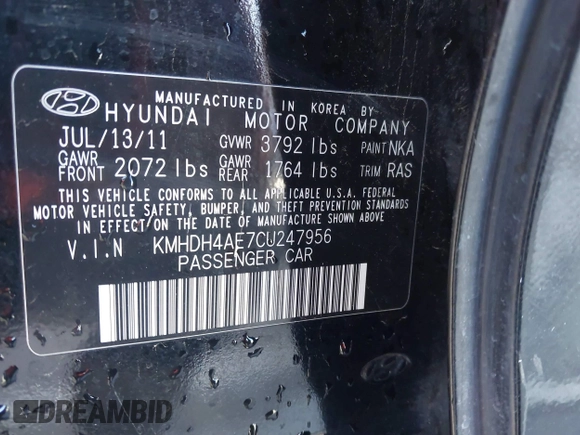 MANUFACTURED IN KOREA BY
HYUNDAI MOTOR COMPANY
JUL/13/11 GVWR 3792 lbs PAINT NKA
GAWR FRONT 2072 lbs GAWR REAR 1764 lbs TRIM RAS
THIS VEHICLE CONFORMS TO ALL APPLICABLE U.S.A. FEDERAL
MOTOR VEHICLE SAFETY, BUMPER, AND THEFT PREVENTION STANDARDS
IN EFFECT ON THE DATE OF MANUFACTURE SHOWN ABOVE
V.I.N KMHDH4AE7CU247956
PASSENGER CAR
DREAMBID